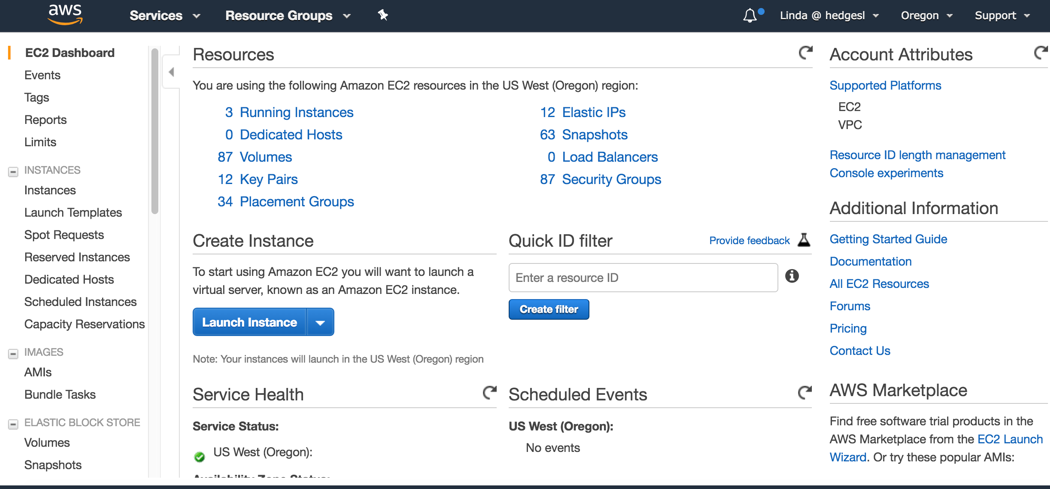 aws
Services
Resource Groups
Linda @ hedgesl
Oregon
Support
EC2 Dashboard
Events
Tags
Reports
Limits
INSTANCES
Instances
Launch Templates
Spot Requests
Reserved Instances
Dedicated Hosts
Scheduled Instances
Capacity Reservations
IMAGES
AMIs
Bundle Tasks
ELASTIC BLOCK STORE
Volumes
Snapshots
Resources
You are using the following Amazon EC2 resources in the US West (Oregon) region:
3 Running Instances
0 Dedicated Hosts
87 Volumes
12 Key Pairs
34 Placement Groups
12 Elastic IPs
63 Snapshots
0 Load Balancers
87 Security Groups
Create Instance
To start using Amazon EC2 you will want to launch a
virtual server, known as an Amazon EC2 instance.
Launch Instance
Note: Your instances will launch in the US West (Oregon) region
Quick ID filter
Provide feedback
Enter a resource ID
Create filter
Service Health
Service Status:
US West (Oregon):
Availability Zone Status:
Scheduled Events
US West (Oregon):
No events
Account Attributes
Supported Platforms
EC2
VPC
Resource ID length management
Console experiments
Additional Information
Getting Started Guide
Documentation
All EC2 Resources
Forums
Pricing
Contact Us
AWS Marketplace
Find free software trial products in the
AWS Marketplace from the EC2 Launch
Wizard. Or try these popular AMIs: